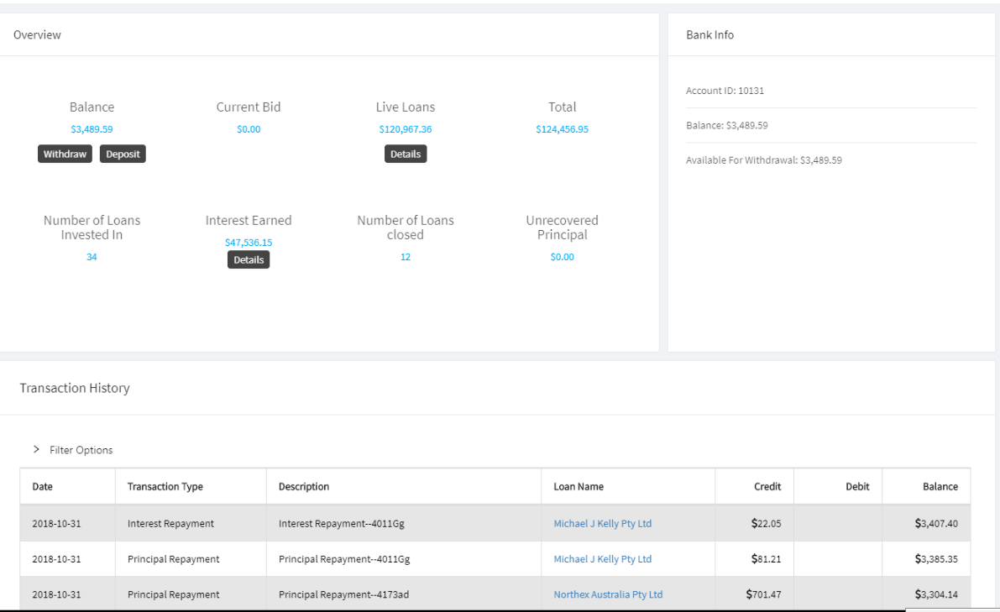 Overview
Bank Info
Balance Current Bid Live Loans Total
$3,489.59 $0.00 $120,967.36 $124,456.95
Withdraw Deposit Details
Account ID: 10131
Balance: $3,489.59
Available For Withdrawal: $3,489.59
Number of Loans Interest Earned Number of Loans Unrecovered
Invested In $47,536.15 closed Principal
34 Details 12 $0.00
Transaction History
> Filter Options
Date Transaction Type Description Loan Name Credit Debit Balance
2018-10-31 Interest Repayment Interest Repayment--4011Gg Michael J Kelly Pty Ltd $22.05 $3,407.40
2018-10-31 Principal Repayment Principal Repayment--4011Gg Michael J Kelly Pty Ltd $81.21 $3,385.35
2018-10-31 Principal Repayment Principal Repayment--4173ad Northex Australia Pty Ltd $701.47 $3,304.14